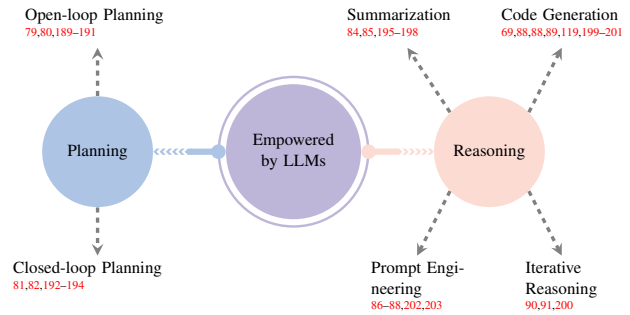 Open-loop Planning
79,80,189–191
Summarization
84,85,195–198
Code Generation
69,88,88,89,119,199–201
Planning
Empowered
by LLMs
Reasoning
Closed-loop Planning
81,82,192–194
Prompt Engi-
neering
86–88,202,203
Iterative
Reasoning
90,91,200